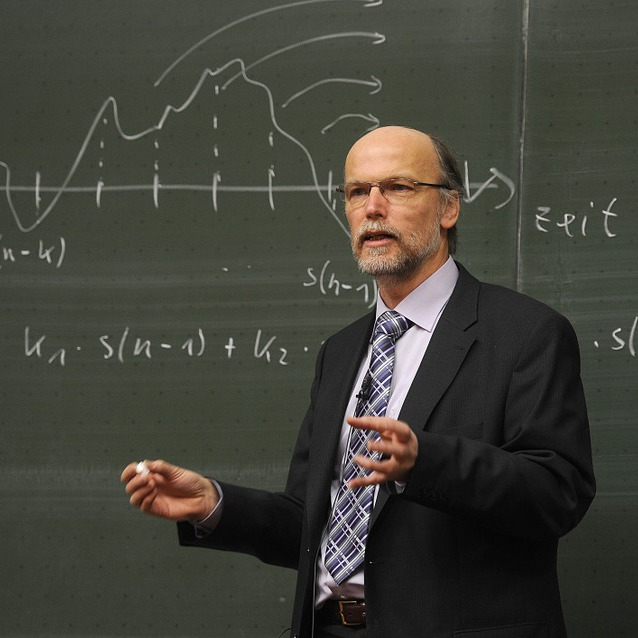 zeit
(n-k)
s(n-1)
k₁ · s(n-1) + k₂ · · s(